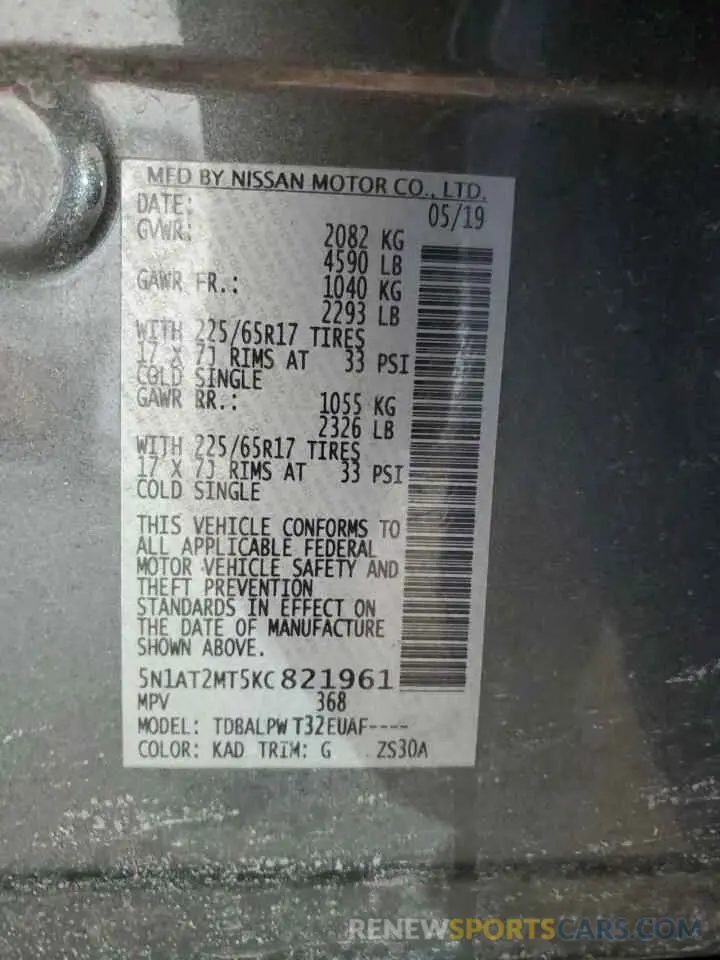 MFD BY NISSAN MOTOR CO., LTD.
DATE: 05/19
GVWR: 2082 KG
4590 LB
GAWR FR.: 1040 KG
2293 LB
WITH 225/65R17 TIRES
17 X 7J RIMS AT 33 PSI
COLD SINGLE
GAWR RR.: 1055 KG
2326 LB
WITH 225/65R17 TIRES
17 X 7J RIMS AT 33 PSI
COLD SINGLE
THIS VEHICLE CONFORMS TO
ALL APPLICABLE FEDERAL
MOTOR VEHICLE SAFETY AND
THEFT PREVENTION
STANDARDS IN EFFECT ON
THE DATE OF MANUFACTURE
SHOWN ABOVE.
5N1AT2MT5KC821961
MPV 368
MODEL: TDBALPWT32EUAF----
COLOR: KAD TRIM: G ZS30A
RENEWSPORTSCARS.COM